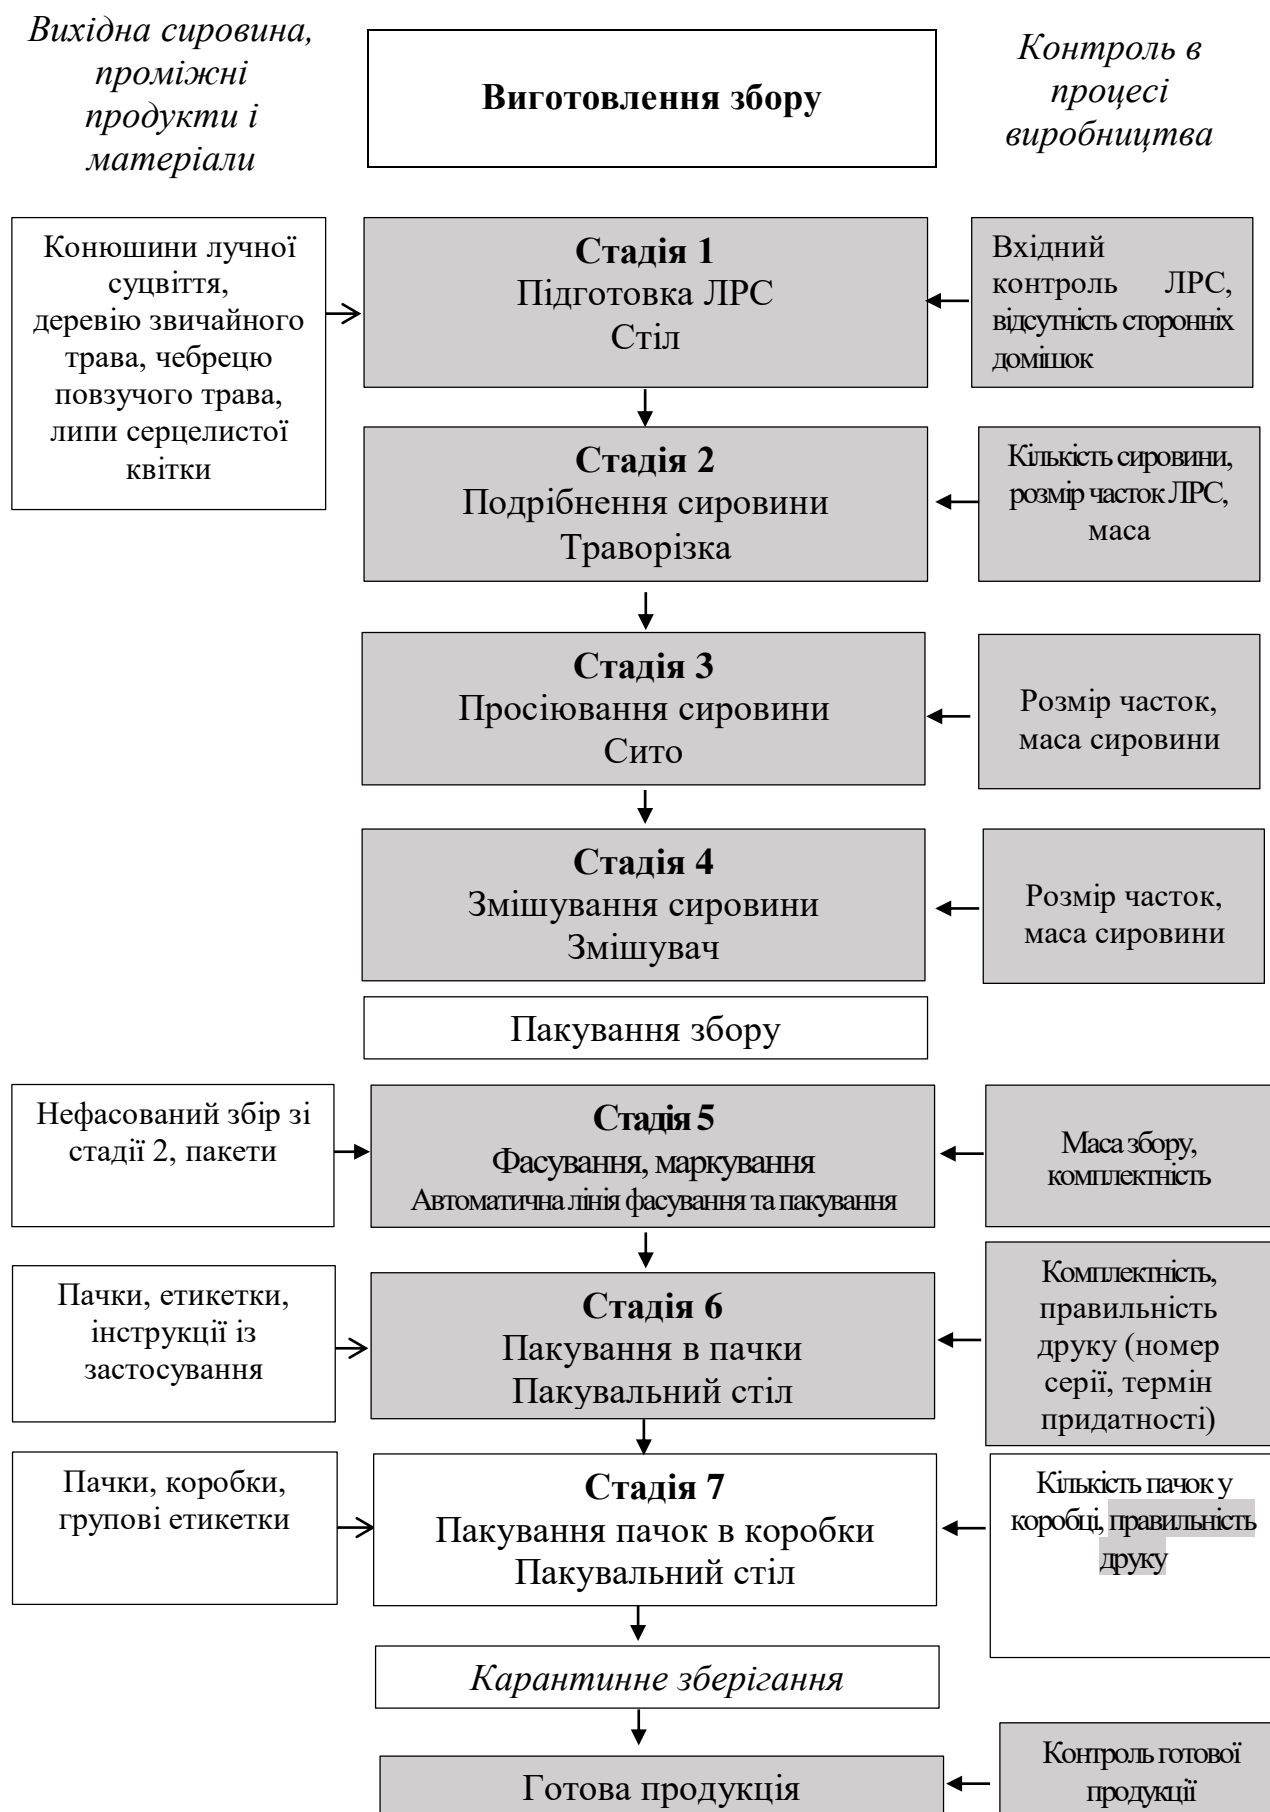 Вихідна сировина,
проміжні
продукти і
матеріали
Виготовлення збору
Контроль в
процесі
виробництва
Конюшини лучної
суцвіття,
деревію звичайного
трава, чебрецю
повзучого трава,
липи серцелистої
квітки
Стадія 1
Підготовка ЛРС
Стіл
Вхідний
контроль ЛРС,
відсутність сторонніх
домішок
Стадія 2
Подрібнення сировини
Траворізка
Кількість сировини,
розмір часток ЛРС,
маса
Стадія 3
Просіювання сировини
Сито
Розмір часток,
маса сировини
Стадія 4
Змішування сировини
Змішувач
Розмір часток,
маса сировини
Пакування збору
Нефасований збір зі
стадії 2, пакети
Стадія 5
Фасування, маркування
Автоматична лінія фасування та пакування
Маса збору,
комплектність
Пачки, етикетки,
інструкції із
застосування
Стадія 6
Пакування в пачки
Пакувальний стіл
Комплектність,
правильність
друку (номер
серії, термін
придатності)
Пачки, коробки,
групові етикетки
Стадія 7
Пакування пачок в коробки
Пакувальний стіл
Кількість пачок у
коробці, правильність
друку
Карантинне зберігання
Готова продукція
Контроль готової
продукції